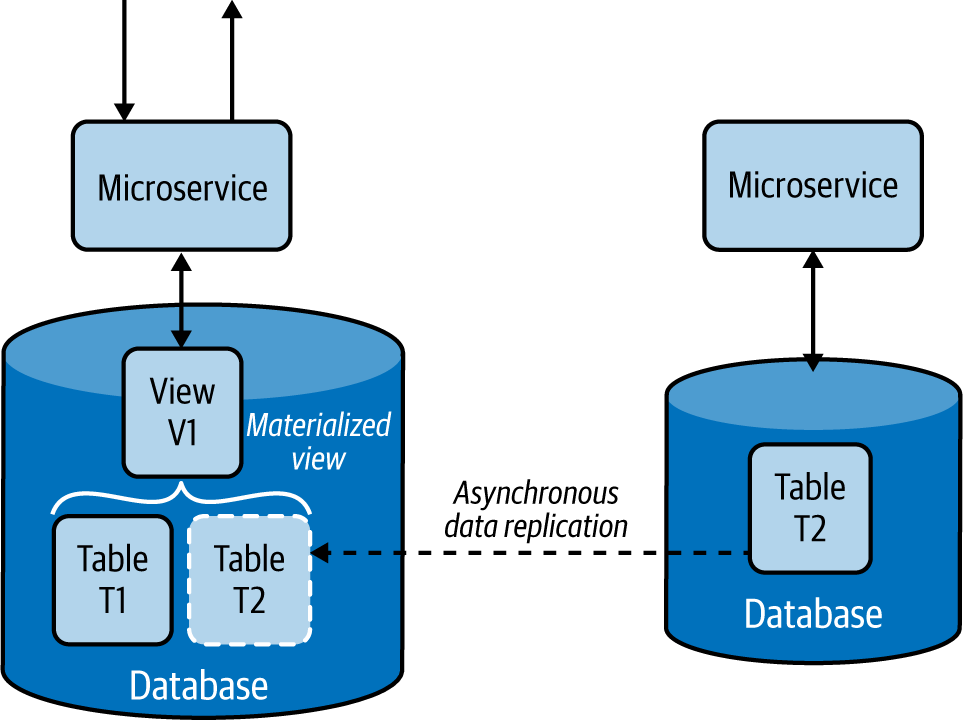 Microservice
Microservice
View
V1
Materialized
view
Asynchronous
data replication
Table
T1
Table
T2
Table
T2
Database
Database